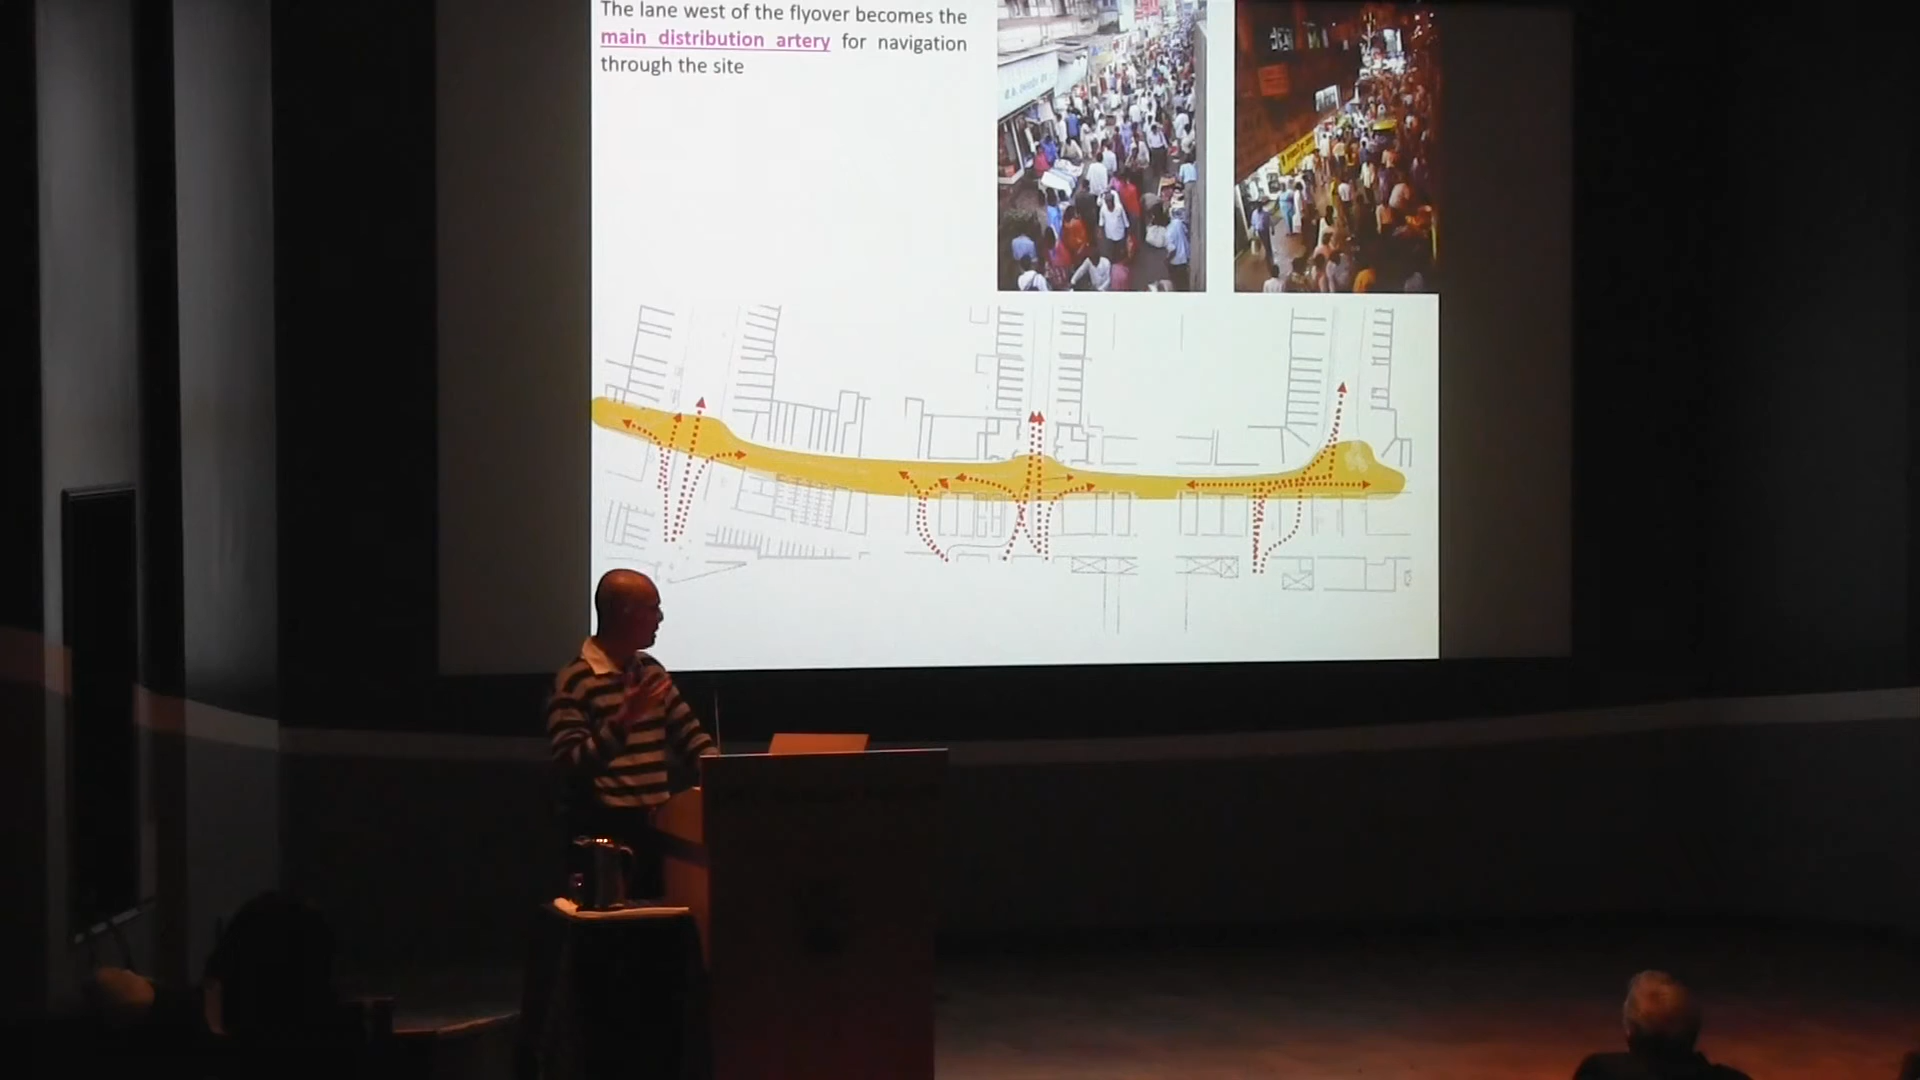 The lane west of the flyover becomes the
main distribution artery for navigation
through the site